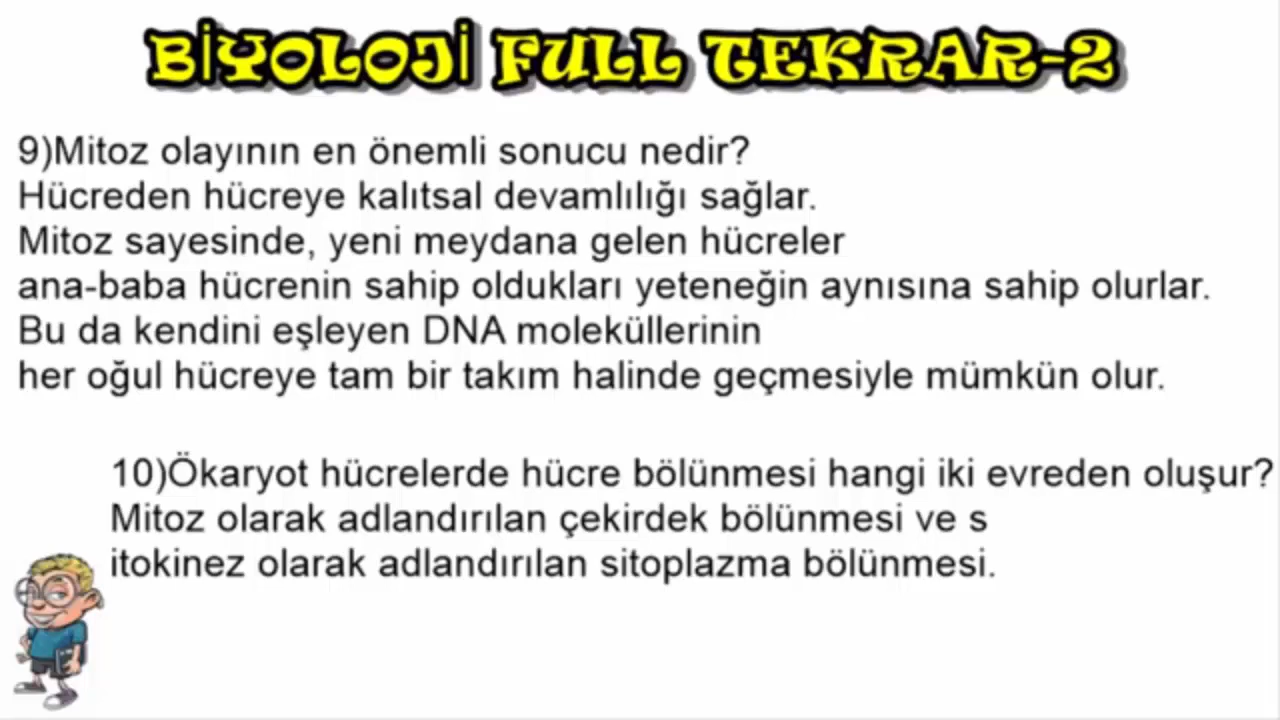 BİYOLOJİ FULL TEKRAR-2
9)Mitoz olayının en önemli sonucu nedir?
Hücreden hücreye kalıtsal devamlılığı sağlar.
Mitoz sayesinde, yeni meydana gelen hücreler
ana-baba hücrenin sahip oldukları yeteneğin aynısına sahip olurlar.
Bu da kendini eşleyen DNA moleküllerinin
her oğul hücreye tam bir takım halinde geçmesiyle mümkün olur.
10)Ökaryot hücrelerde hücre bölünmesi hangi iki evreden oluşur?
Mitoz olarak adlandırılan çekirdek bölünmesi ve s
itokinez olarak adlandırılan sitoplazma bölünmesi.